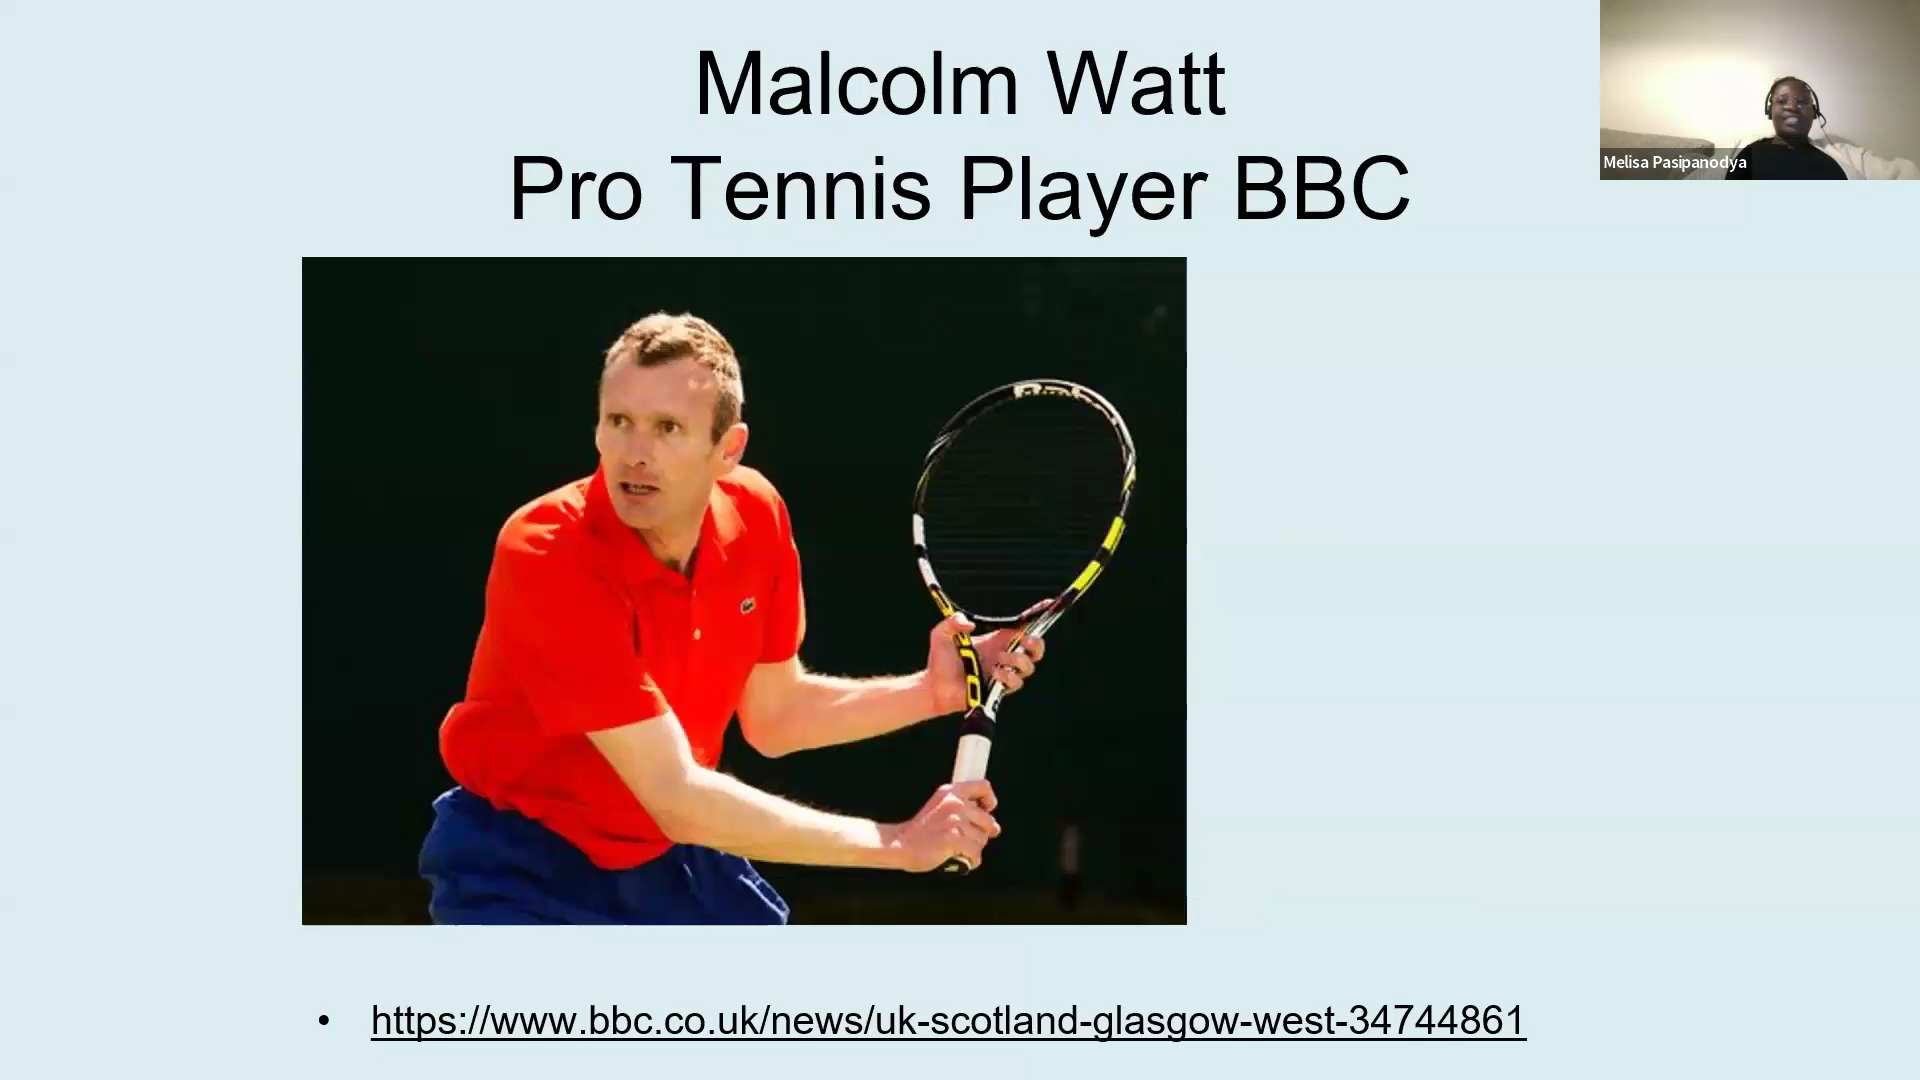 Malcolm Watt
Pro Tennis Player BBC
Melisa Pasipanodya
• https://www.bbc.co.uk/news/uk-scotland-glasgow-west-34744861